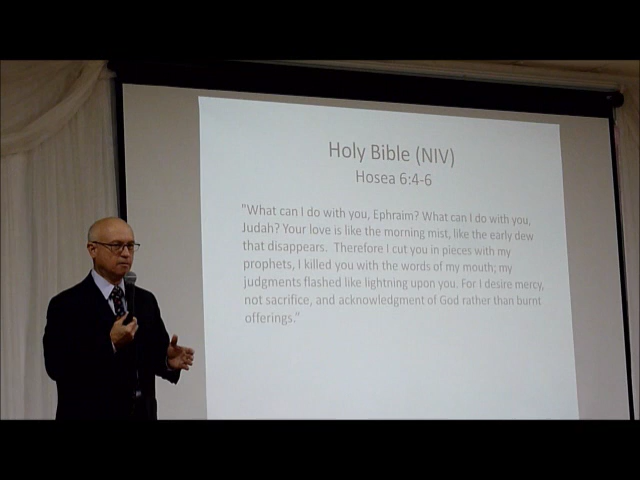 Holy Bible (NIV)
Hosea 6:4-6
"What can I do with you, Ephraim? What can I do with you,
Judah? Your love is like the morning mist, like the early dew
that disappears. Therefore I cut you in pieces with my
prophets, I killed you with the words of my mouth; my
judgments flashed like lightning upon you. For I desire mercy,
not sacrifice, and acknowledgment of God rather than burnt
offerings."